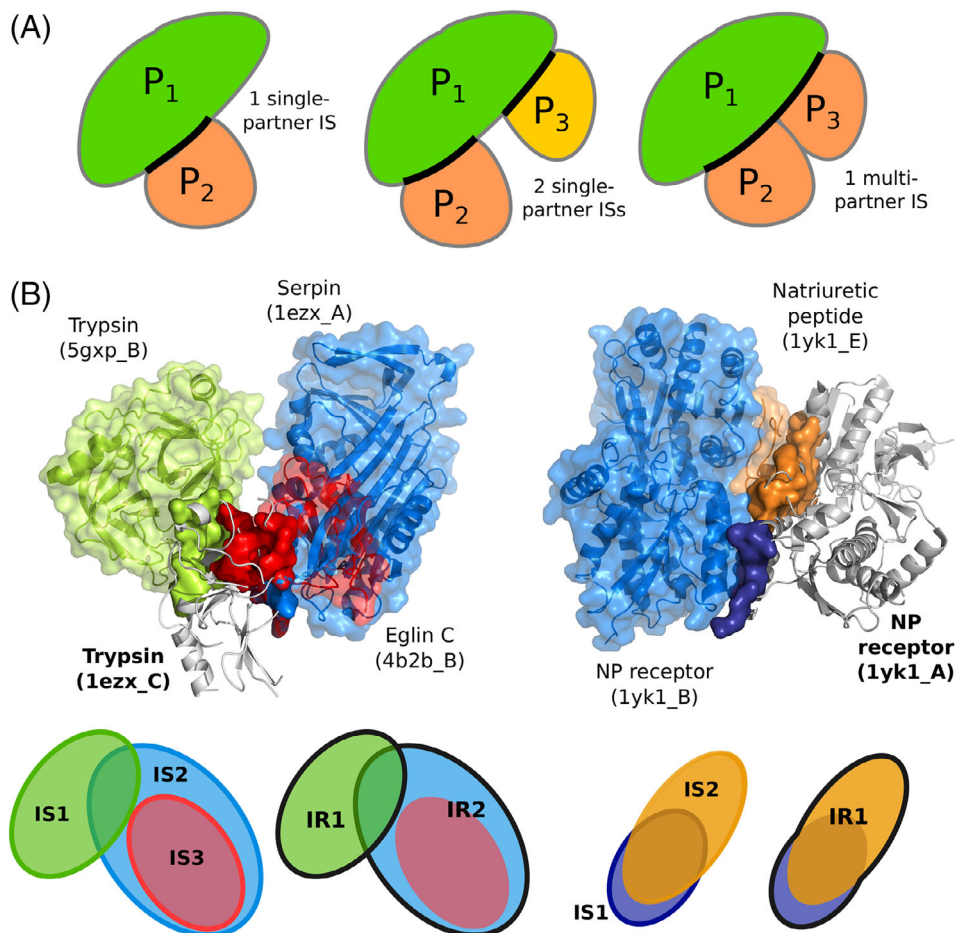 (A)
P1
1 single-
partner IS
P2
P1
P3
P2
2 single-
partner ISs
P1
P3
P2
1 multi-
partner IS
(B)
Trypsin
(5gxp_B)
Serpin
(1ezx_A)
Trypsin
(1ezx_C)
Eglin C
(4b2b_B)
Natriuretic
peptide
(1yk1_E)
NP receptor
(1yk1_B)
NP
receptor
(1yk1_A)
IS1
IS2
IS3
IR1
IR2
IS2
IS1
IR1